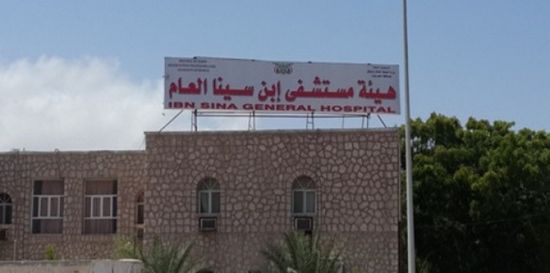 هيئة مستشفى إبن سينا العام
IBN SINA GENERAL HOSPITAL